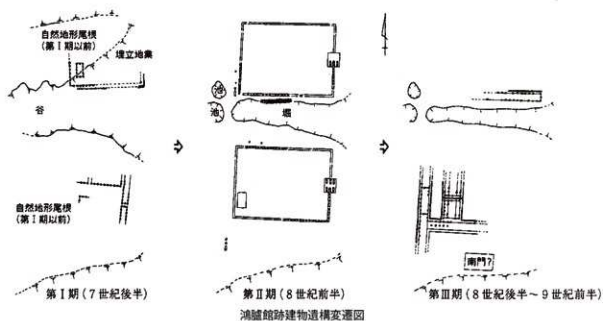 自然地形尾根
(第Ⅰ期以前)
埋立地業
谷
自然地形尾根
(第Ⅰ期以前)
第Ⅰ期(7世紀後半)
⇨
池
池
堀
第Ⅱ期(8世紀前半)
⇨
南門?
第Ⅲ期(8世紀後半～9世紀前半)
鴻臚館跡建物遺構変遷図